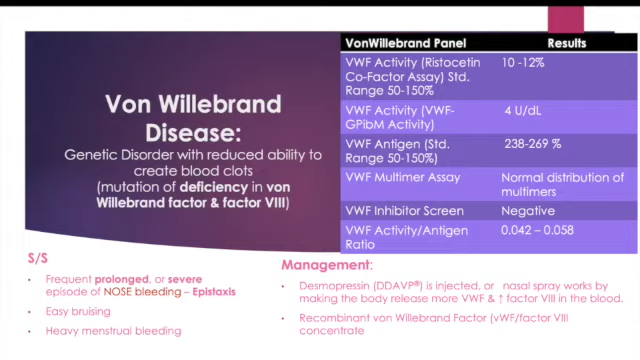 Von Willebrand
Disease:
Genetic Disorder with reduced ability to
create blood clots
(mutation of deficiency in von
Willebrand factor & factor VIII)
VonWillebrand Panel Results
VWF Activity (Ristocetin 10 -12%
Co-Factor Assay) Std.
Range 50-150%
VWF Activity (VWF- 4 U/dL
GPibM Activity)
VWF Antigen (Std. 238-269 %
Range 50-150%)
VWF Multimer Assay Normal distribution of
multimers
VWF Inhibitor Screen Negative
VWF Activity/Antigen 0.042 – 0.058
Ratio
S/S
• Frequent prolonged, or severe
episode of NOSE bleeding – Epistaxis
• Easy bruising
• Heavy menstrual bleeding
Management:
• Desmopressin (DDAVP®) is injected, or nasal spray works by
making the body release more VWF & ↑ factor VIII in the blood.
• Recombinant von Willebrand Factor (vWF/factor VIII
concentrate